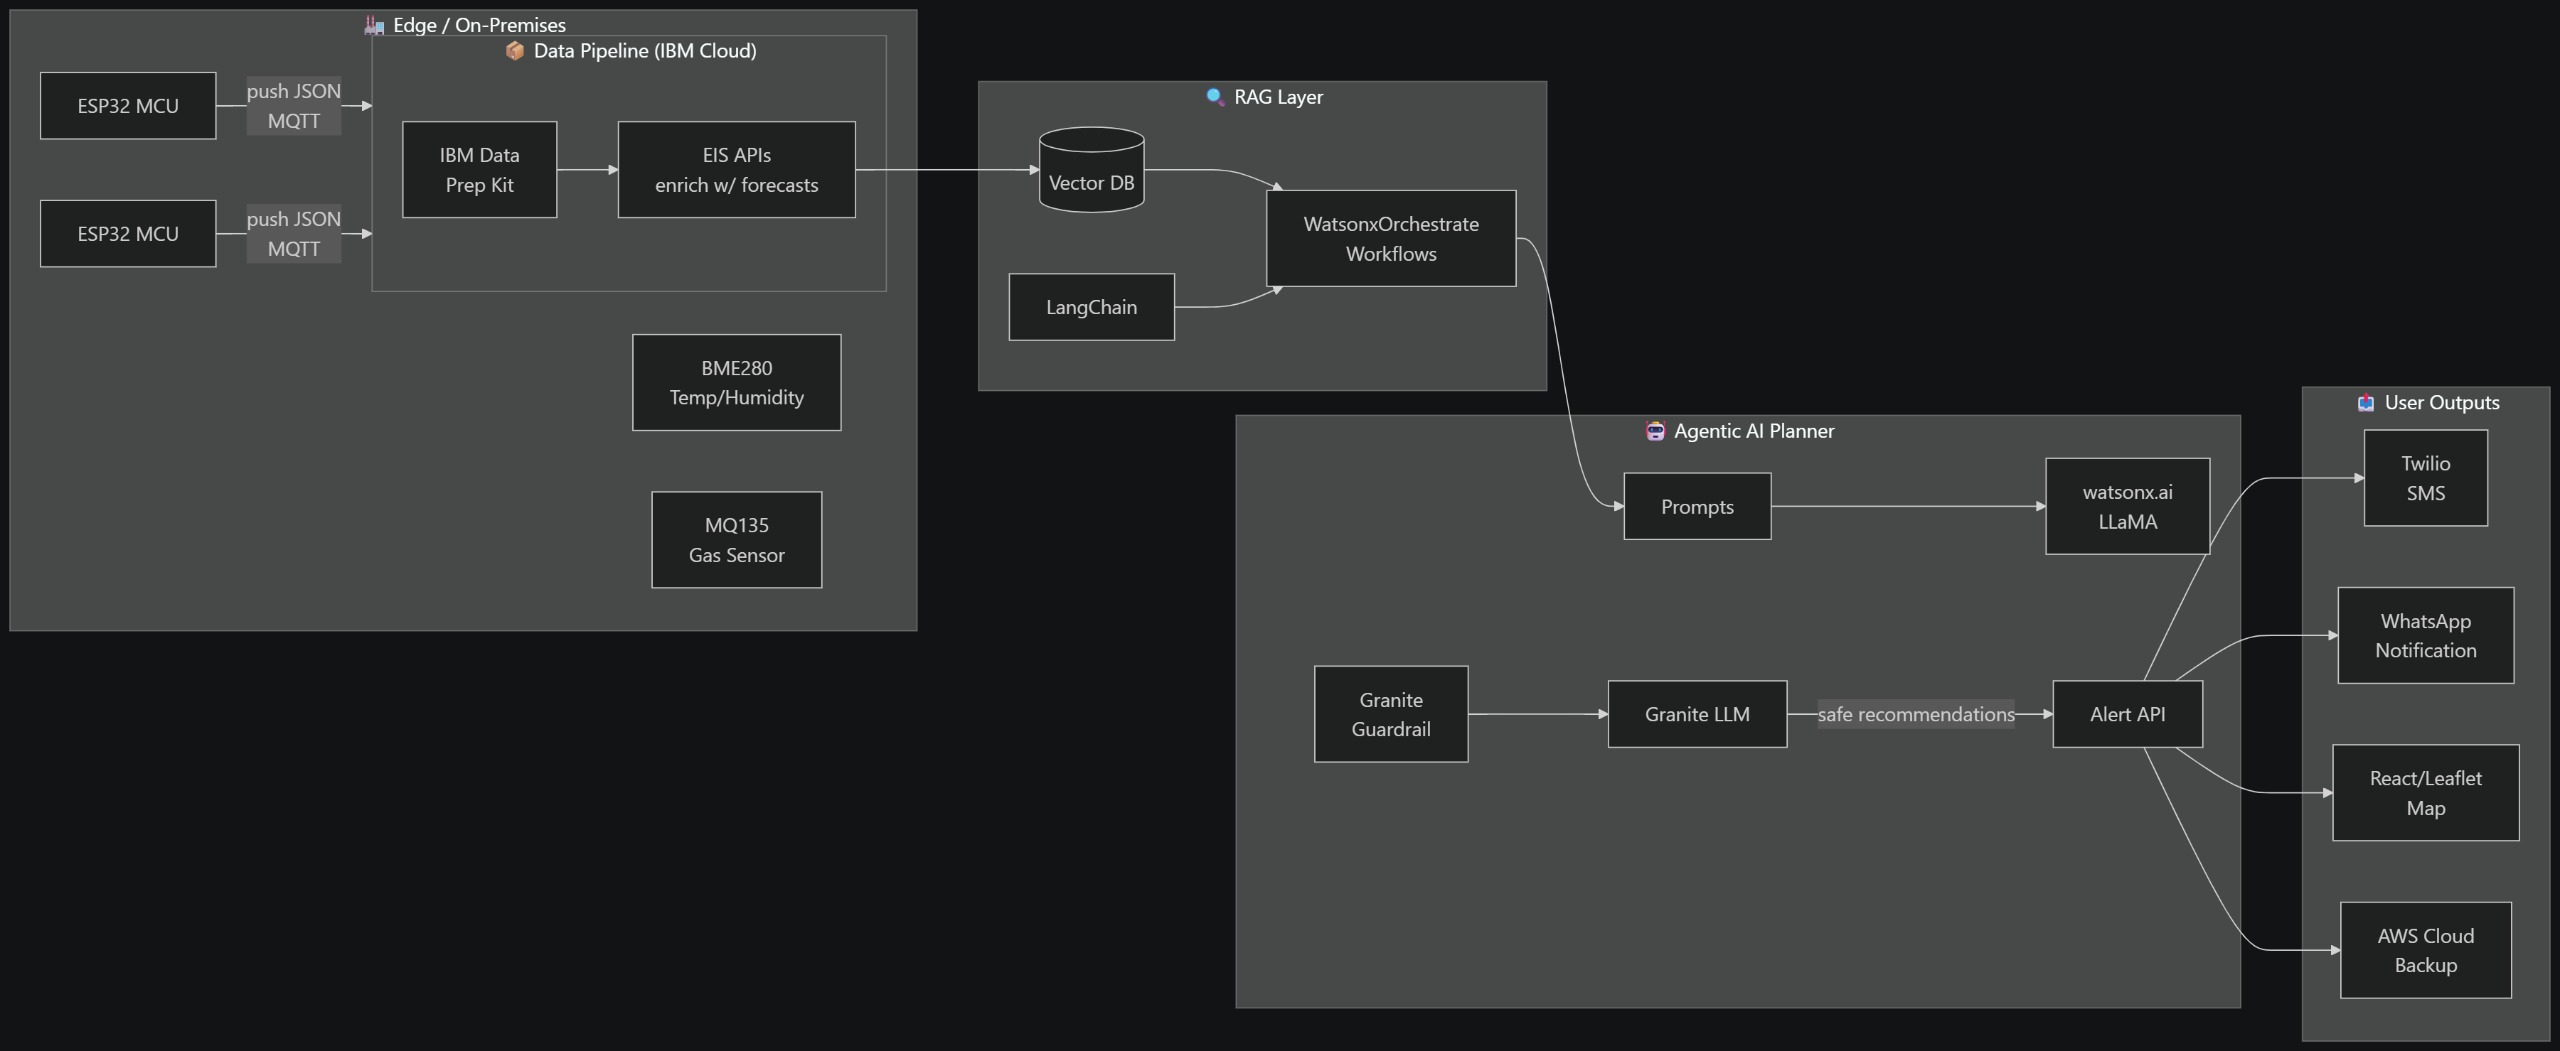 Edge / On-Premises
Data Pipeline (IBM Cloud)
ESP32 MCU
push JSON
MQTT
ESP32 MCU
push JSON
MQTT
IBM Data
Prep Kit
EIS APIs
enrich w/ forecasts
BME280
Temp/Humidity
MQ135
Gas Sensor
RAG Layer
Vector DB
LangChain
WatsonxOrchestrate
Workflows
Agentic AI Planner
Prompts
watsonx.ai
LLaMA
Granite
Guardrail
Granite LLM
safe recommendations
Alert API
User Outputs
Twilio
SMS
WhatsApp
Notification
React/Leaflet
Map
AWS Cloud
Backup